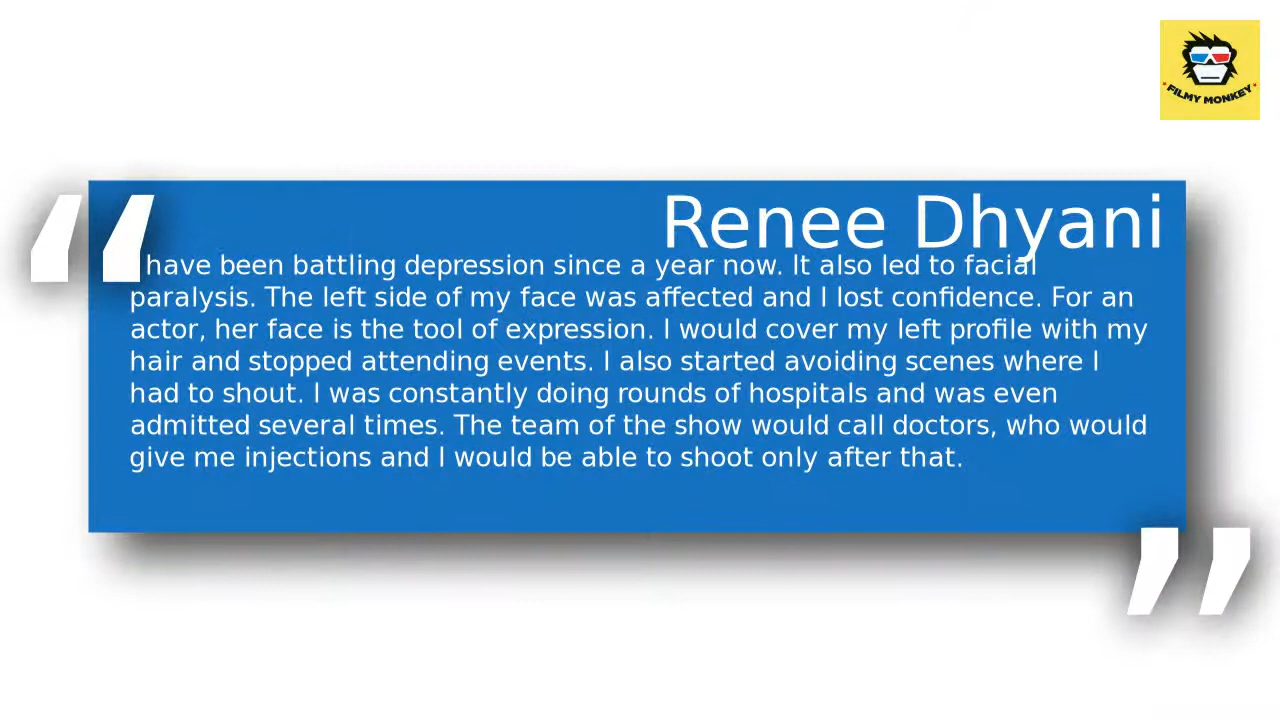 FILMY MONKEY
Renee Dhyani
have been battling depression since a year now. It also led to facial
paralysis. The left side of my face was affected and I lost confidence. For an
actor, her face is the tool of expression. I would cover my left profile with my
hair and stopped attending events. I also started avoiding scenes where I
had to shout. I was constantly doing rounds of hospitals and was even
admitted several times. The team of the show would call doctors, who would
give me injections and I would be able to shoot only after that.